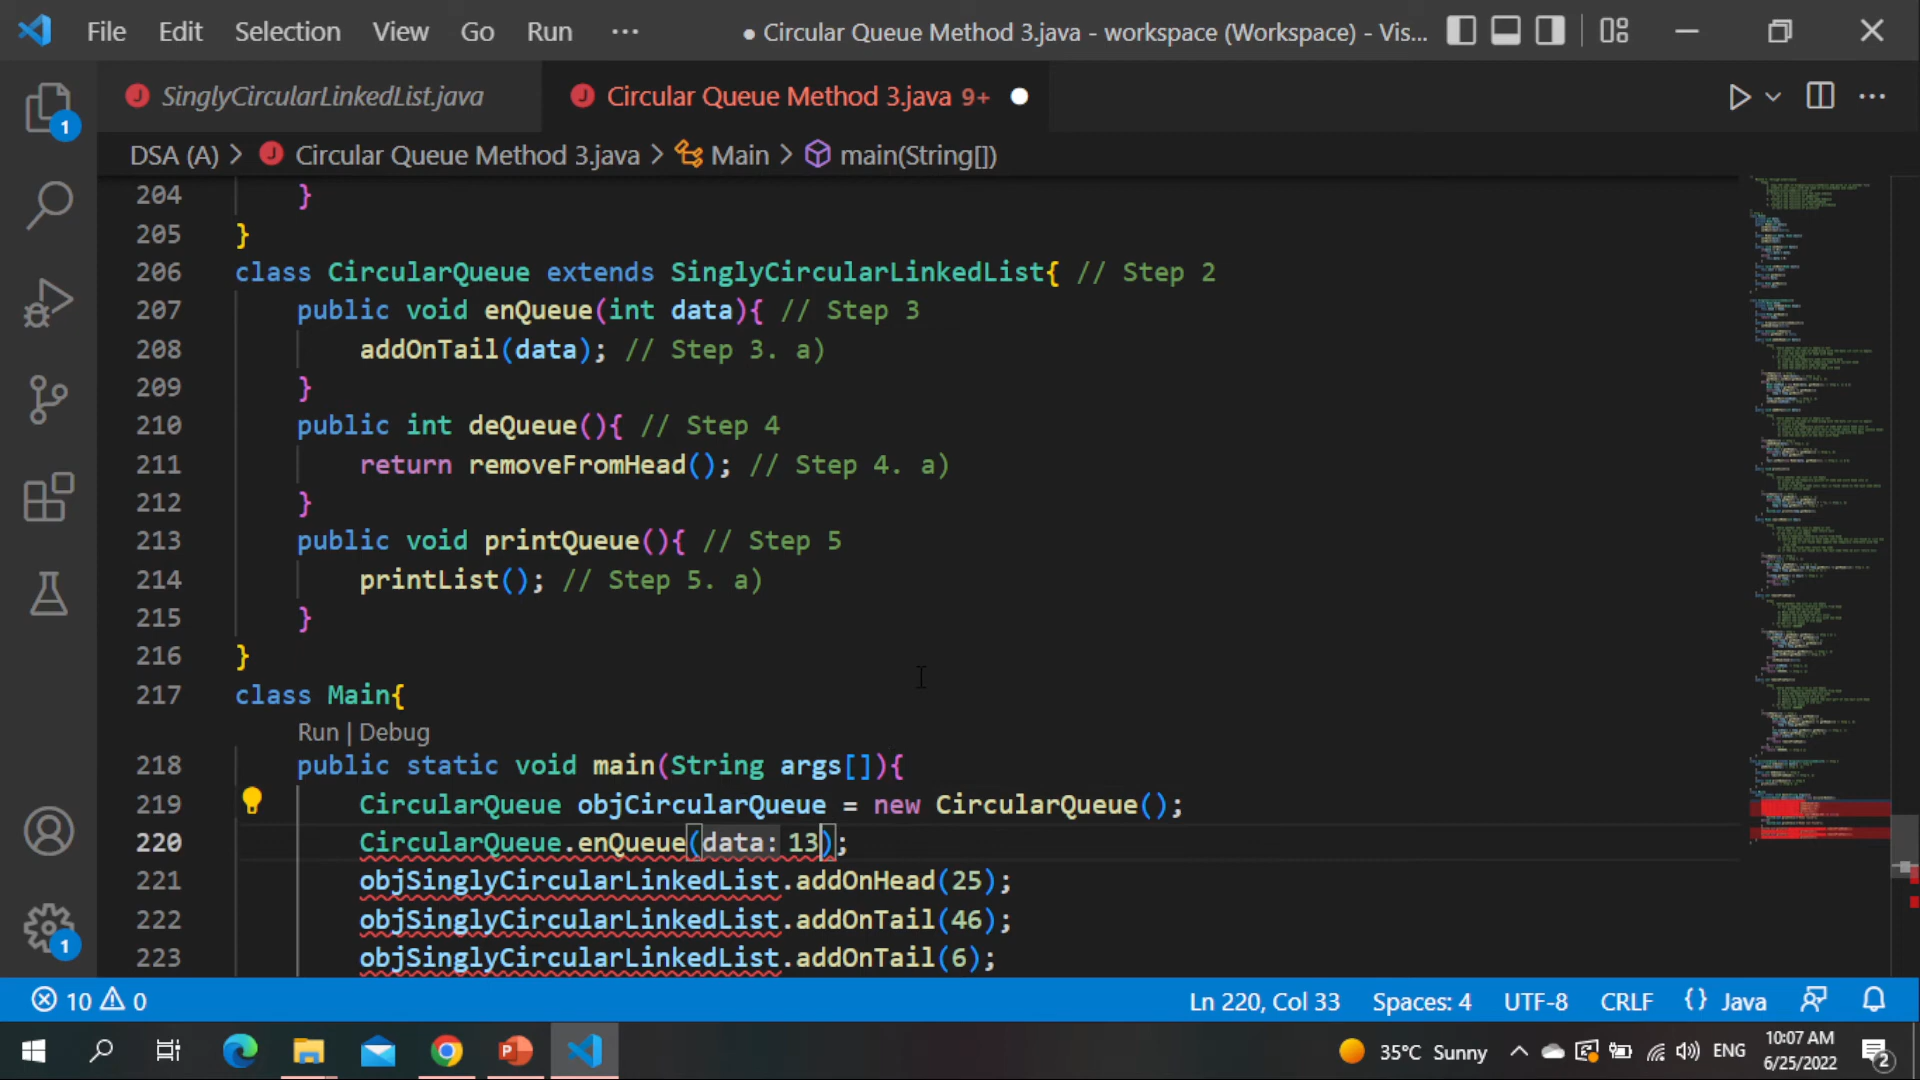 File Edit Selection View Go Run ··· ● Circular Queue Method 3.java - workspace (Workspace) - Vis...
J SinglyCircularLinkedList.java J Circular Queue Method 3.java 9+
1
DSA (A) > J Circular Queue Method 3.java > Main > main(String[])
204 }
205 }
206 class CircularQueue extends SinglyCircularLinkedList{ // Step 2
207 public void enQueue(int data){ // Step 3
208 addOnTail(data); // Step 3. a)
209 }
210 public int deQueue(){ // Step 4
211 return removeFromHead(); // Step 4. a)
212 }
213 public void printQueue(){ // Step 5
214 printList(); // Step 5. a)
215 }
216 }
217 class Main{
Run | Debug
218 public static void main(String args[]){
219 CircularQueue objCircularQueue = new CircularQueue();
220 CircularQueue.enQueue(data: 13);
221 objSinglyCircularLinkedList.addOnHead(25);
222 objSinglyCircularLinkedList.addOnTail(46);
1
223 objSinglyCircularLinkedList.addOnTail(6);
10 0 Ln 220, Col 33 Spaces: 4 UTF-8 CRLF {} Java
P 35°C Sunny ENG 10:07 AM
6/25/2022 2